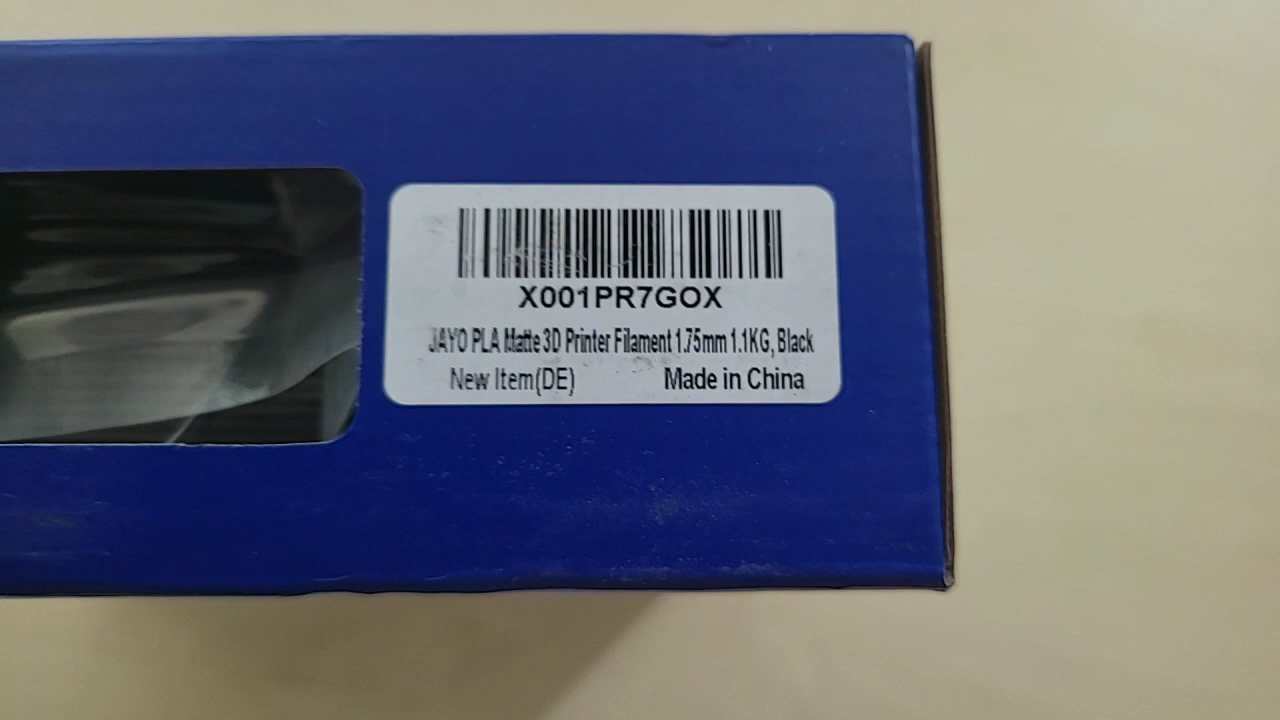 X001PR7GOX
JAYO PLA Matte 3D Printer Filament 1.75mm 1.1KG, Black
New Item(DE) Made in China